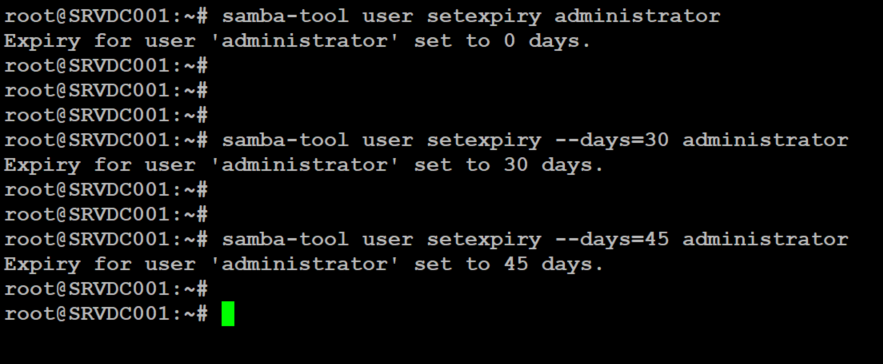 root@SRVDC001:~# samba-tool user setexpiry administrator
Expiry for user 'administrator' set to 0 days.
root@SRVDC001:~#
root@SRVDC001:~#
root@SRVDC001:~#
root@SRVDC001:~# samba-tool user setexpiry --days=30 administrator
Expiry for user 'administrator' set to 30 days.
root@SRVDC001:~#
root@SRVDC001:~#
root@SRVDC001:~# samba-tool user setexpiry --days=45 administrator
Expiry for user 'administrator' set to 45 days.
root@SRVDC001:~#
root@SRVDC001:~#